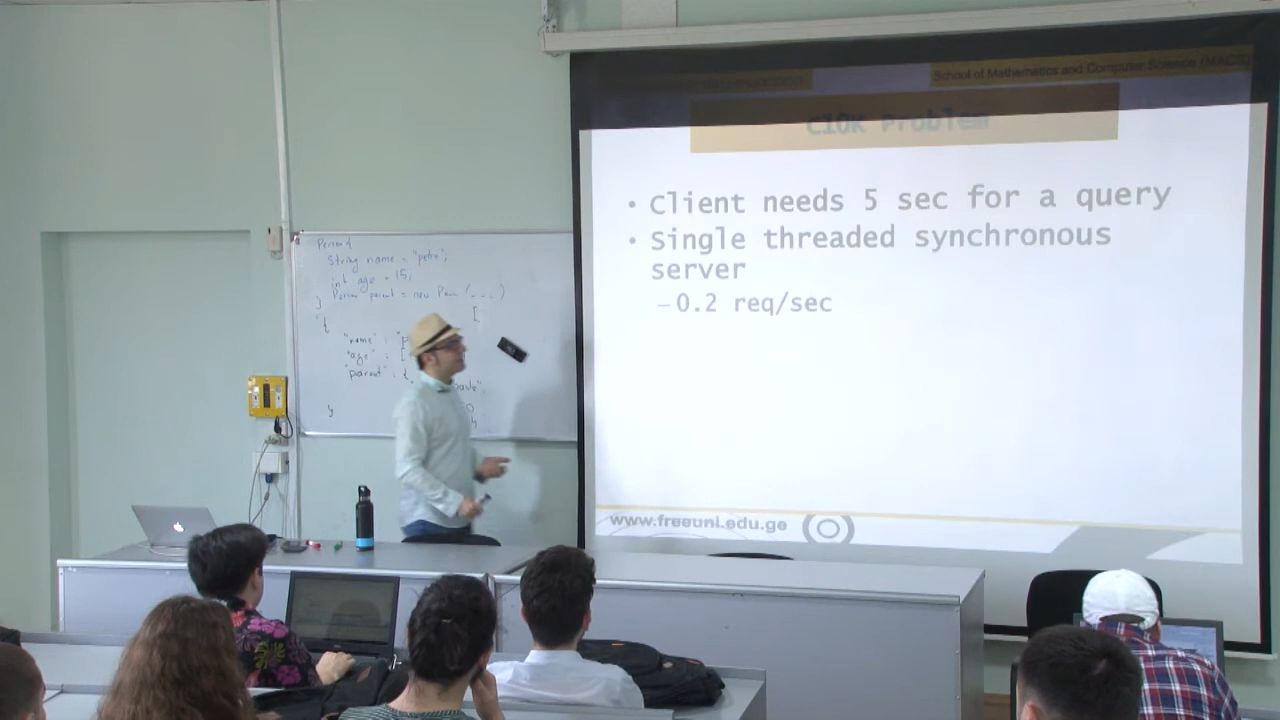 School of Mathematics and Computer Science (MACS)
C10K Problem
• Client needs 5 sec for a query
• Single threaded synchronous
server
–0.2 req/sec
www.freeuni.edu.ge
Person {
String name = "petre";
int age = 15;
} Person parent = new Per (...)
[
{
"name" :
"age" :
"parent" : {
}